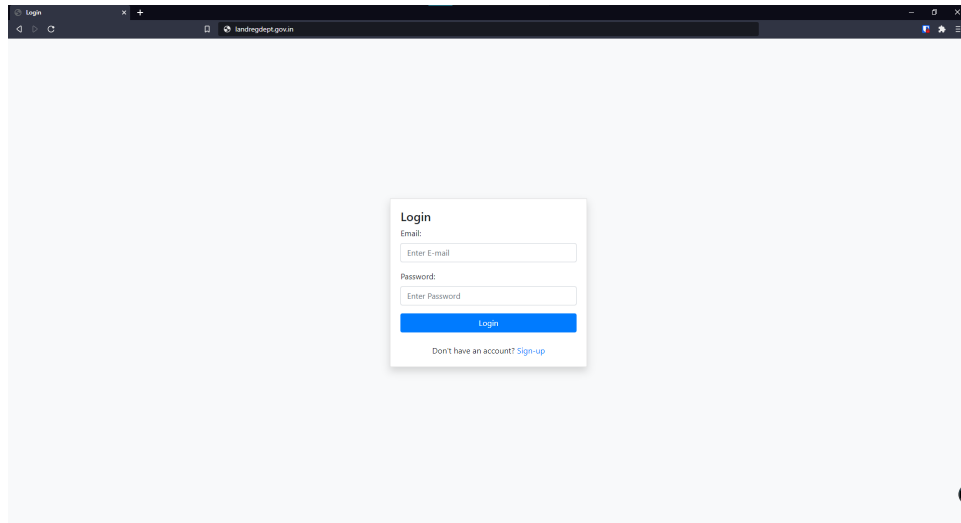 Login
landregdept.gov.in
Login
Email:
Enter E-mail
Password:
Enter Password
Login
Don't have an account? Sign-up